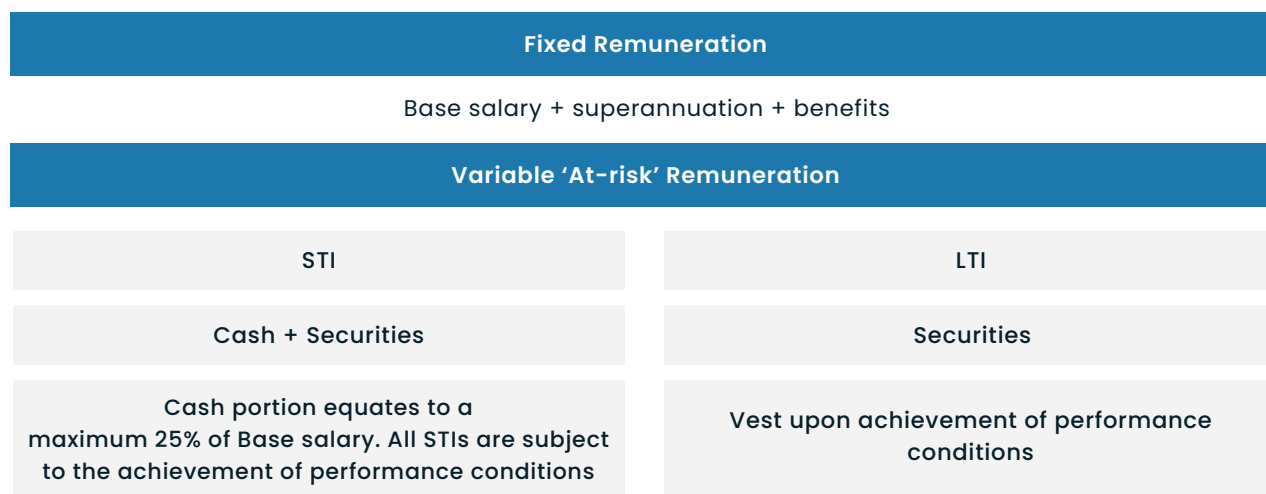 Fixed Remuneration
Base salary + superannuation + benefits
Variable ‘At-risk’ Remuneration
STI
LTI
Cash + Securities
Securities
Cash portion equates to a
maximum 25% of Base salary. All STIs are subject
to the achievement of performance conditions
Vest upon achievement of performance
conditions